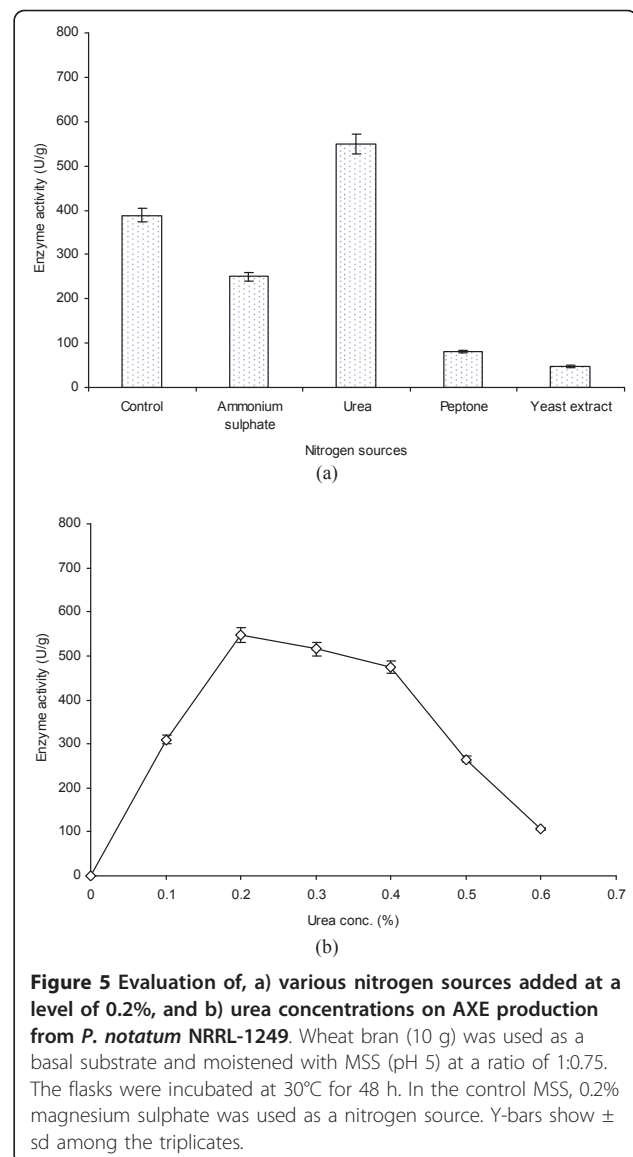 800
700
600
500
400
300
200
100
0
Enzyme activity (U/g)
Control
Ammonium sulphate
Urea
Peptone
Yeast extract
Nitrogen sources
(a)
800
700
600
500
400
300
200
100
0
Enzyme activity (U/g)
0 0.1 0.2 0.3 0.4 0.5 0.6 0.7
Urea conc. (%)
(b)
Figure 5 Evaluation of, a) various nitrogen sources added at a
level of 0.2%, and b) urea concentrations on AXE production
from P. notatum NRRL-1249. Wheat bran (10 g) was used as a
basal substrate and moistened with MSS (pH 5) at a ratio of 1:0.75.
The flasks were incubated at 30°C for 48 h. In the control MSS, 0.2%
magnesium sulphate was used as a nitrogen source. Y-bars show ±
sd among the triplicates.